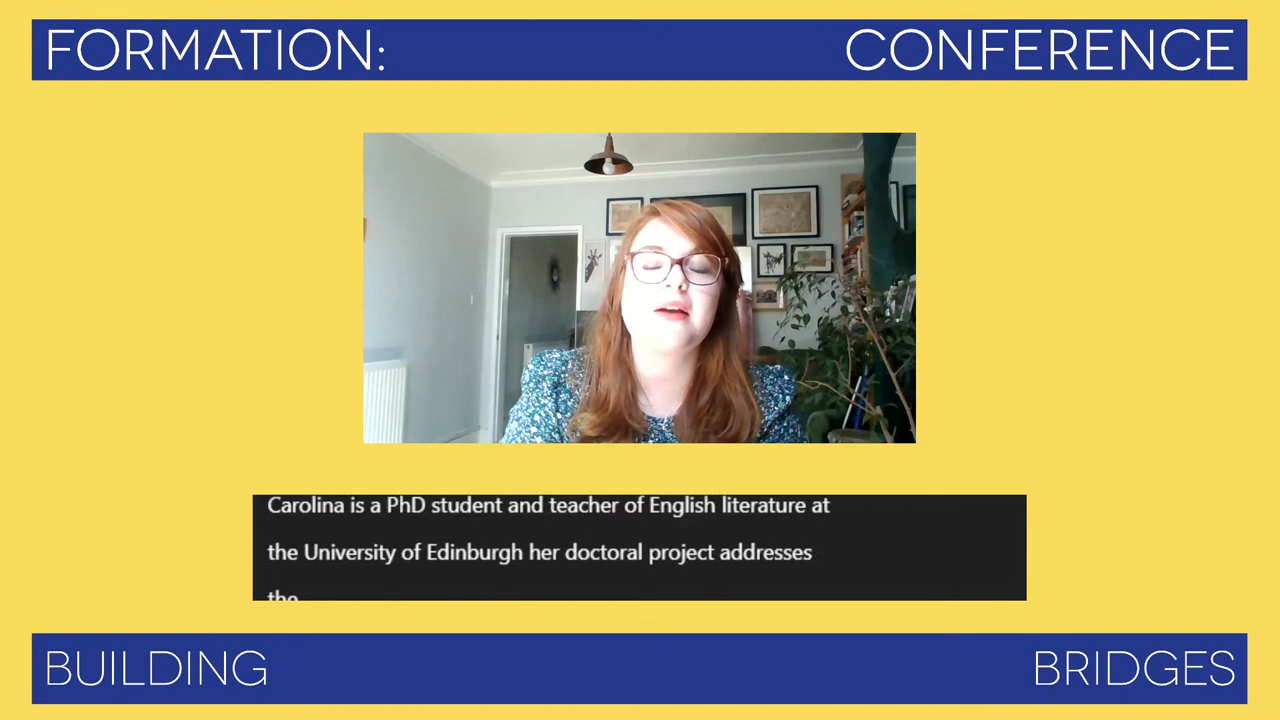 FORMATION: CONFERENCE
Carolina is a PhD student and teacher of English literature at
the University of Edinburgh her doctoral project addresses
the
BUILDING BRIDGES